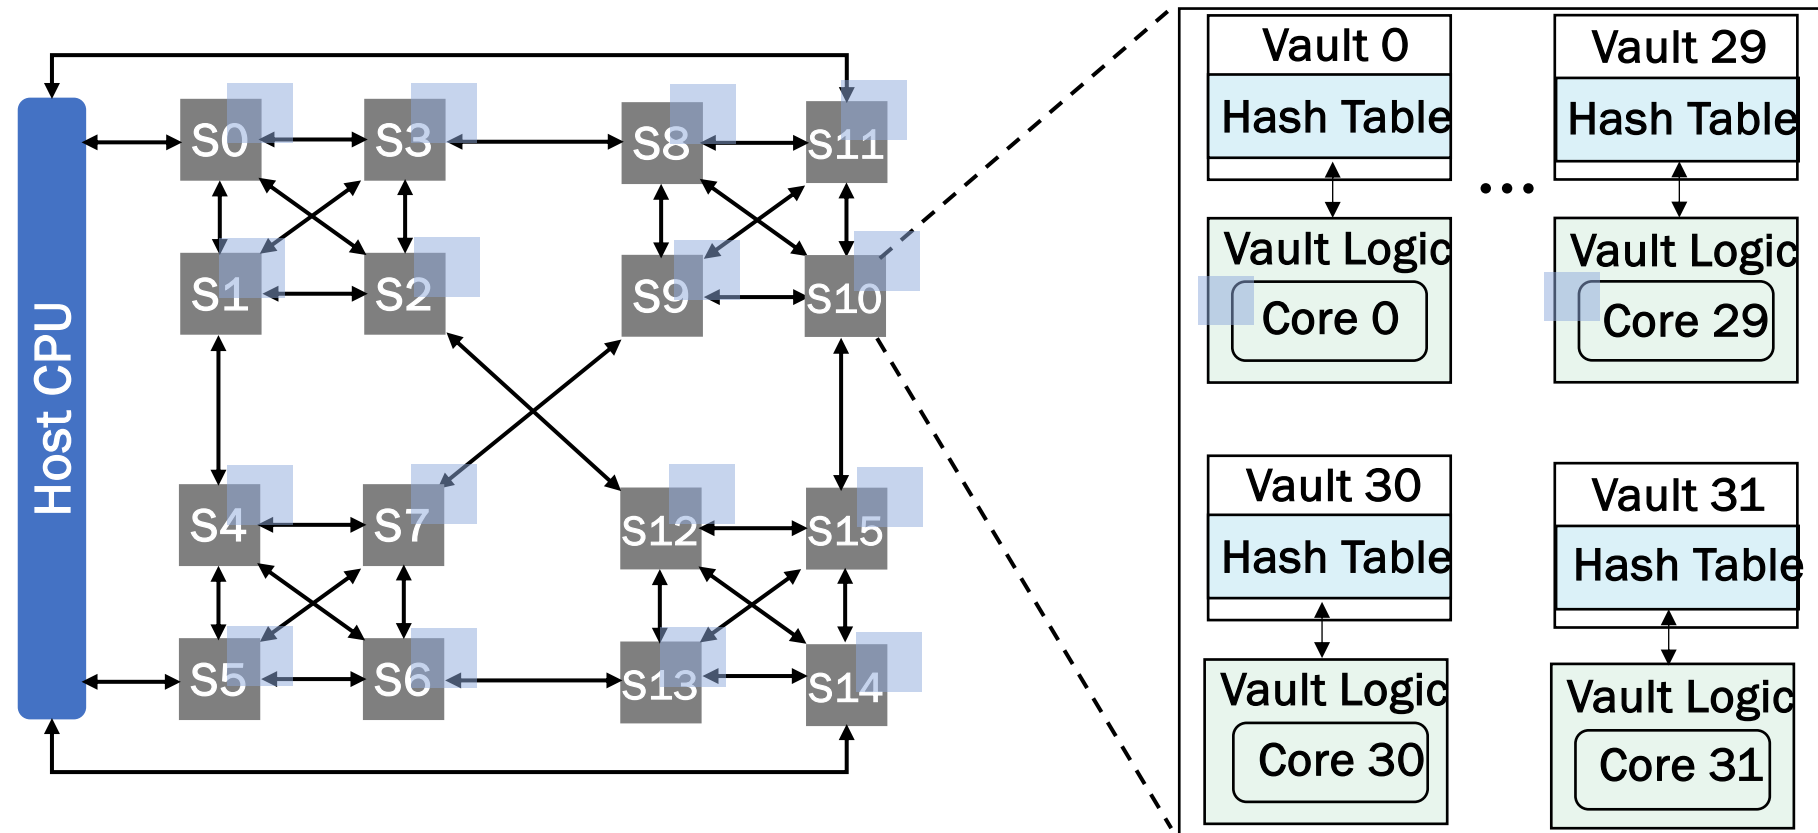 Host CPU
S0
S3
S8
S11
S1
S2
S9
S10
S4
S7
S12
S15
S5
S6
S13
S14
Vault 0
Hash Table
Vault Logic
Core 0
...
Vault 29
Hash Table
Vault Logic
Core 29
Vault 30
Hash Table
Vault Logic
Core 30
Vault 31
Hash Table
Vault Logic
Core 31